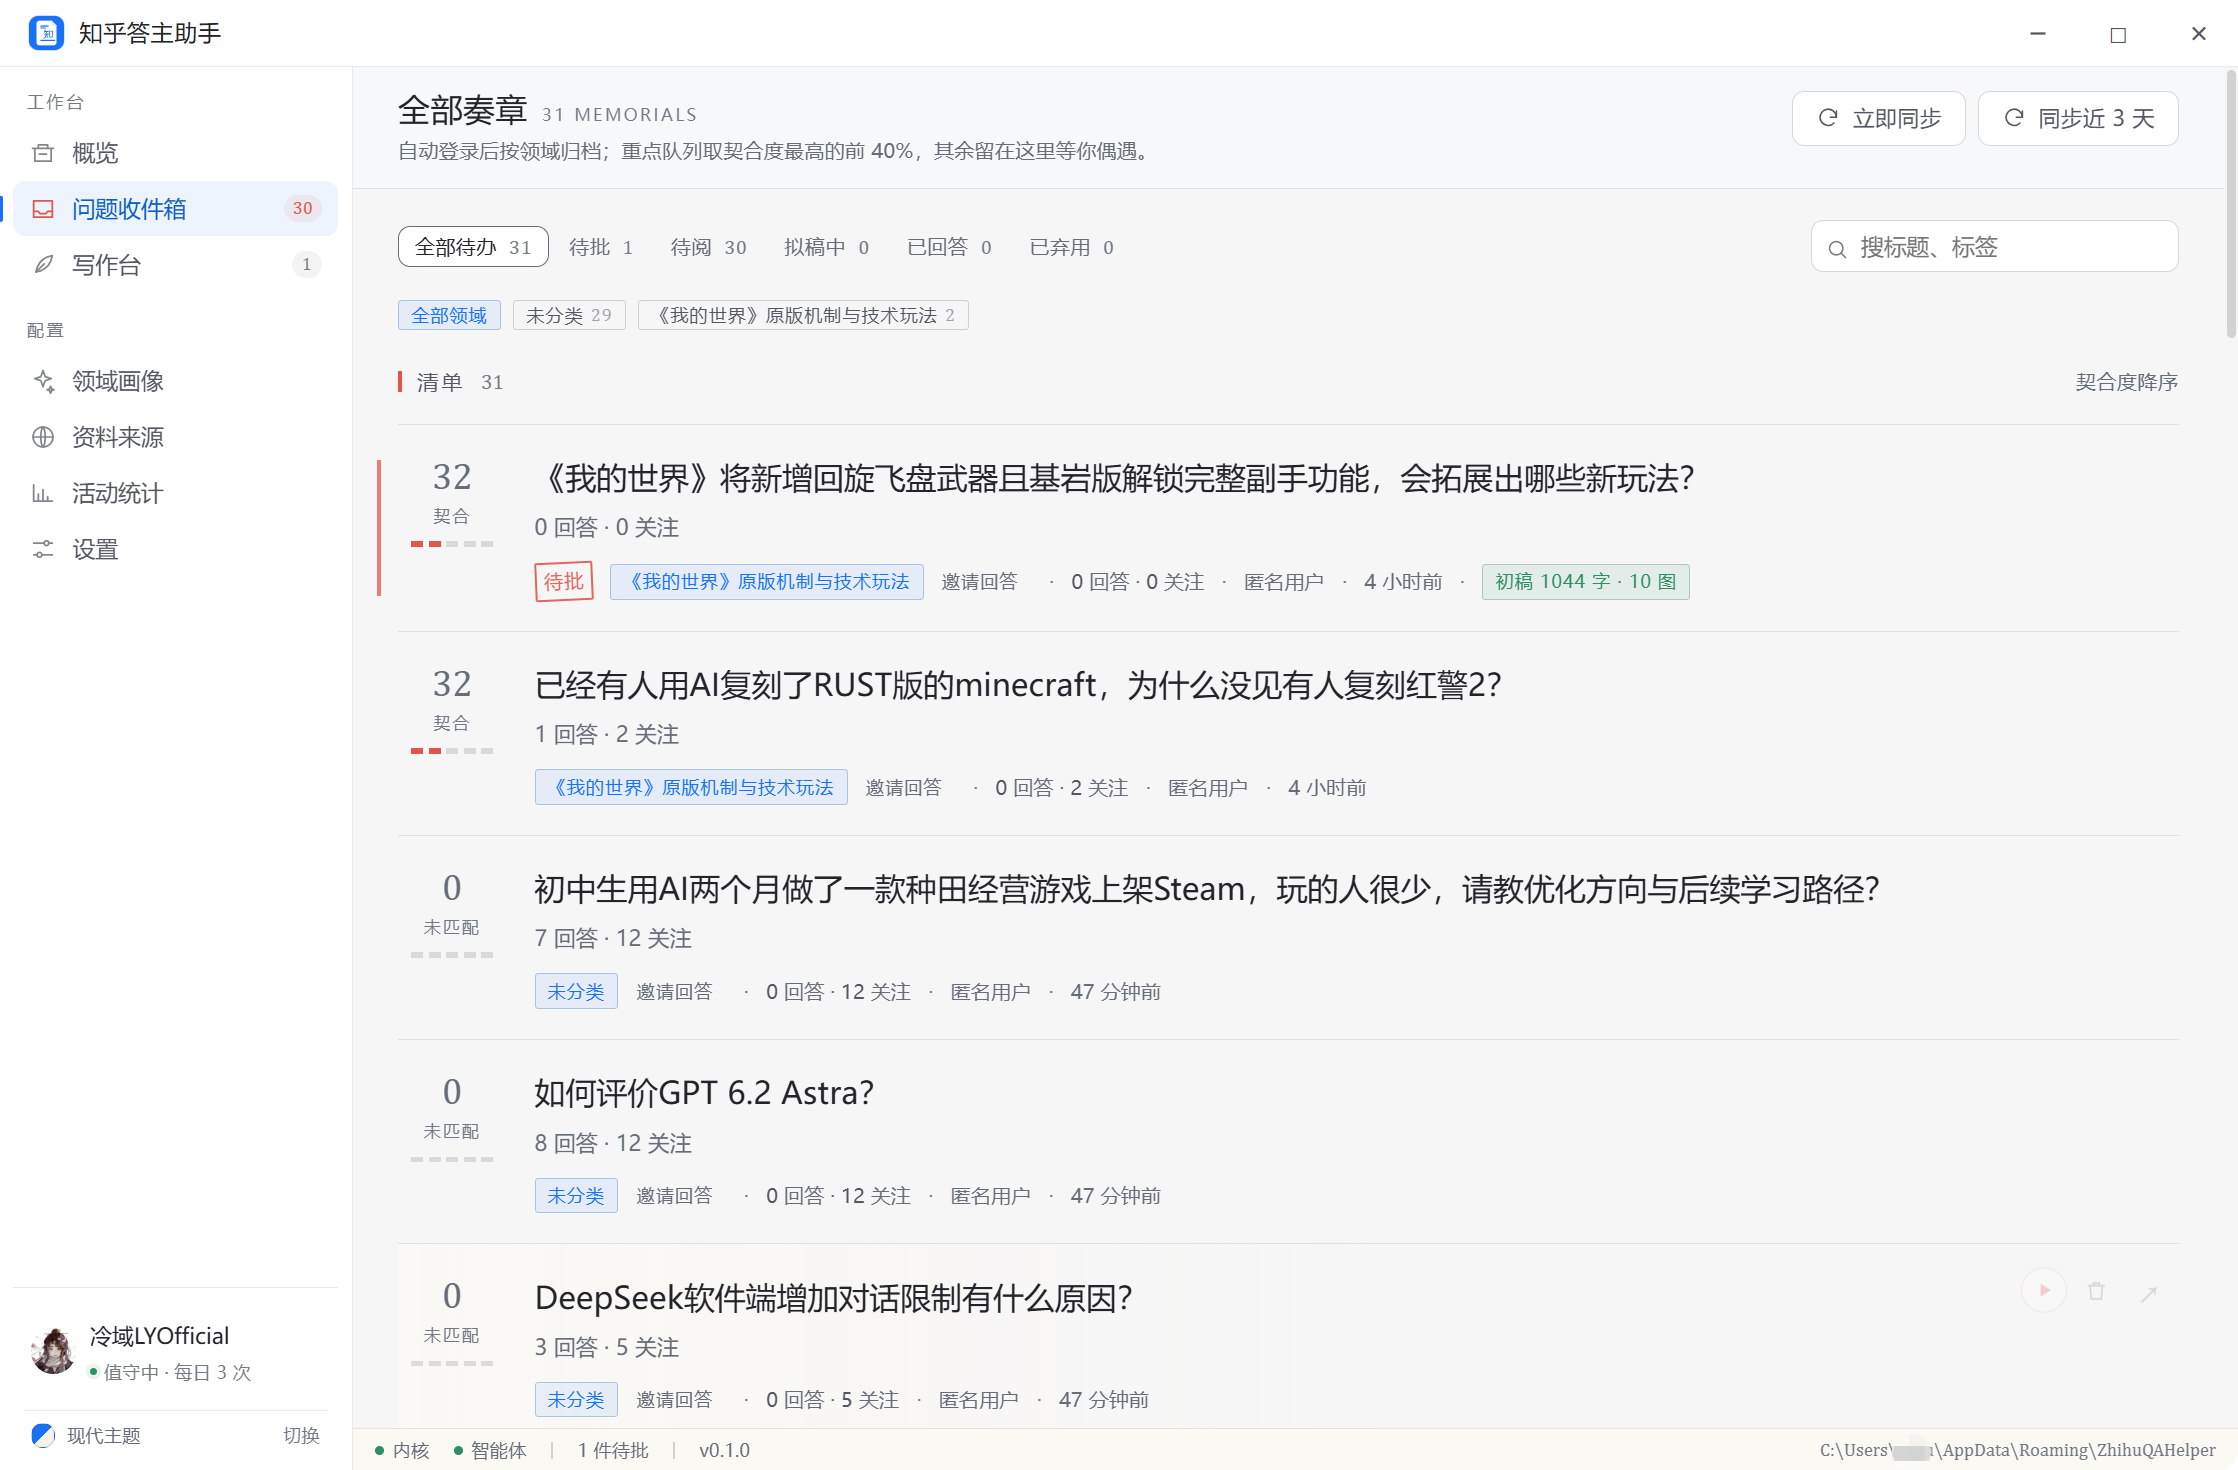 知乎答主助手
工作台
概览
问题收件箱 30
写作台 1
配置
领域画像
资料来源
活动统计
设置
冷域LYOfficial
值守中 · 每日 3 次
现代主题 切换
全部奏章 31 MEMORIALS
自动登录后按领域归档；重点队列取契合度最高的前 40%，其余留在这里等你偶遇。
立即同步 同步近 3 天
全部待办 31 待批 1 待阅 30 拟稿中 0 已回答 0 已弃用 0
搜标题、标签
全部领域 未分类 29 《我的世界》原版机制与技术玩法 2
清单 31 契合度降序
32 《我的世界》将新增回旋飞盘武器且基岩版解锁完整副手功能，会拓展出哪些新玩法？
契合 0 回答 · 0 关注
待批 《我的世界》原版机制与技术玩法 邀请回答 · 0 回答 · 0 关注 · 匿名用户 · 4 小时前 · 初稿 1044 字 · 10 图
32 已经有人用AI复刻了RUST版的minecraft，为什么没见有人复刻红警2？
契合 1 回答 · 2 关注
《我的世界》原版机制与技术玩法 邀请回答 · 0 回答 · 2 关注 · 匿名用户 · 4 小时前
0 初中生用AI两个月做了一款种田经营游戏上架Steam，玩的人很少，请教优化方向与后续学习路径？
未匹配 7 回答 · 12 关注
未分类 邀请回答 · 0 回答 · 12 关注 · 匿名用户 · 47 分钟前
0 如何评价GPT 6.2 Astra？
未匹配 8 回答 · 12 关注
未分类 邀请回答 · 0 回答 · 12 关注 · 匿名用户 · 47 分钟前
0 DeepSeek软件端增加对话限制有什么原因？
未匹配 3 回答 · 5 关注
未分类 邀请回答 · 0 回答 · 5 关注 · 匿名用户 · 47 分钟前
内核 智能体 | 1 件待批 | v0.1.0 C:\Users\ \AppData\Roaming\ZhihuQAHelper